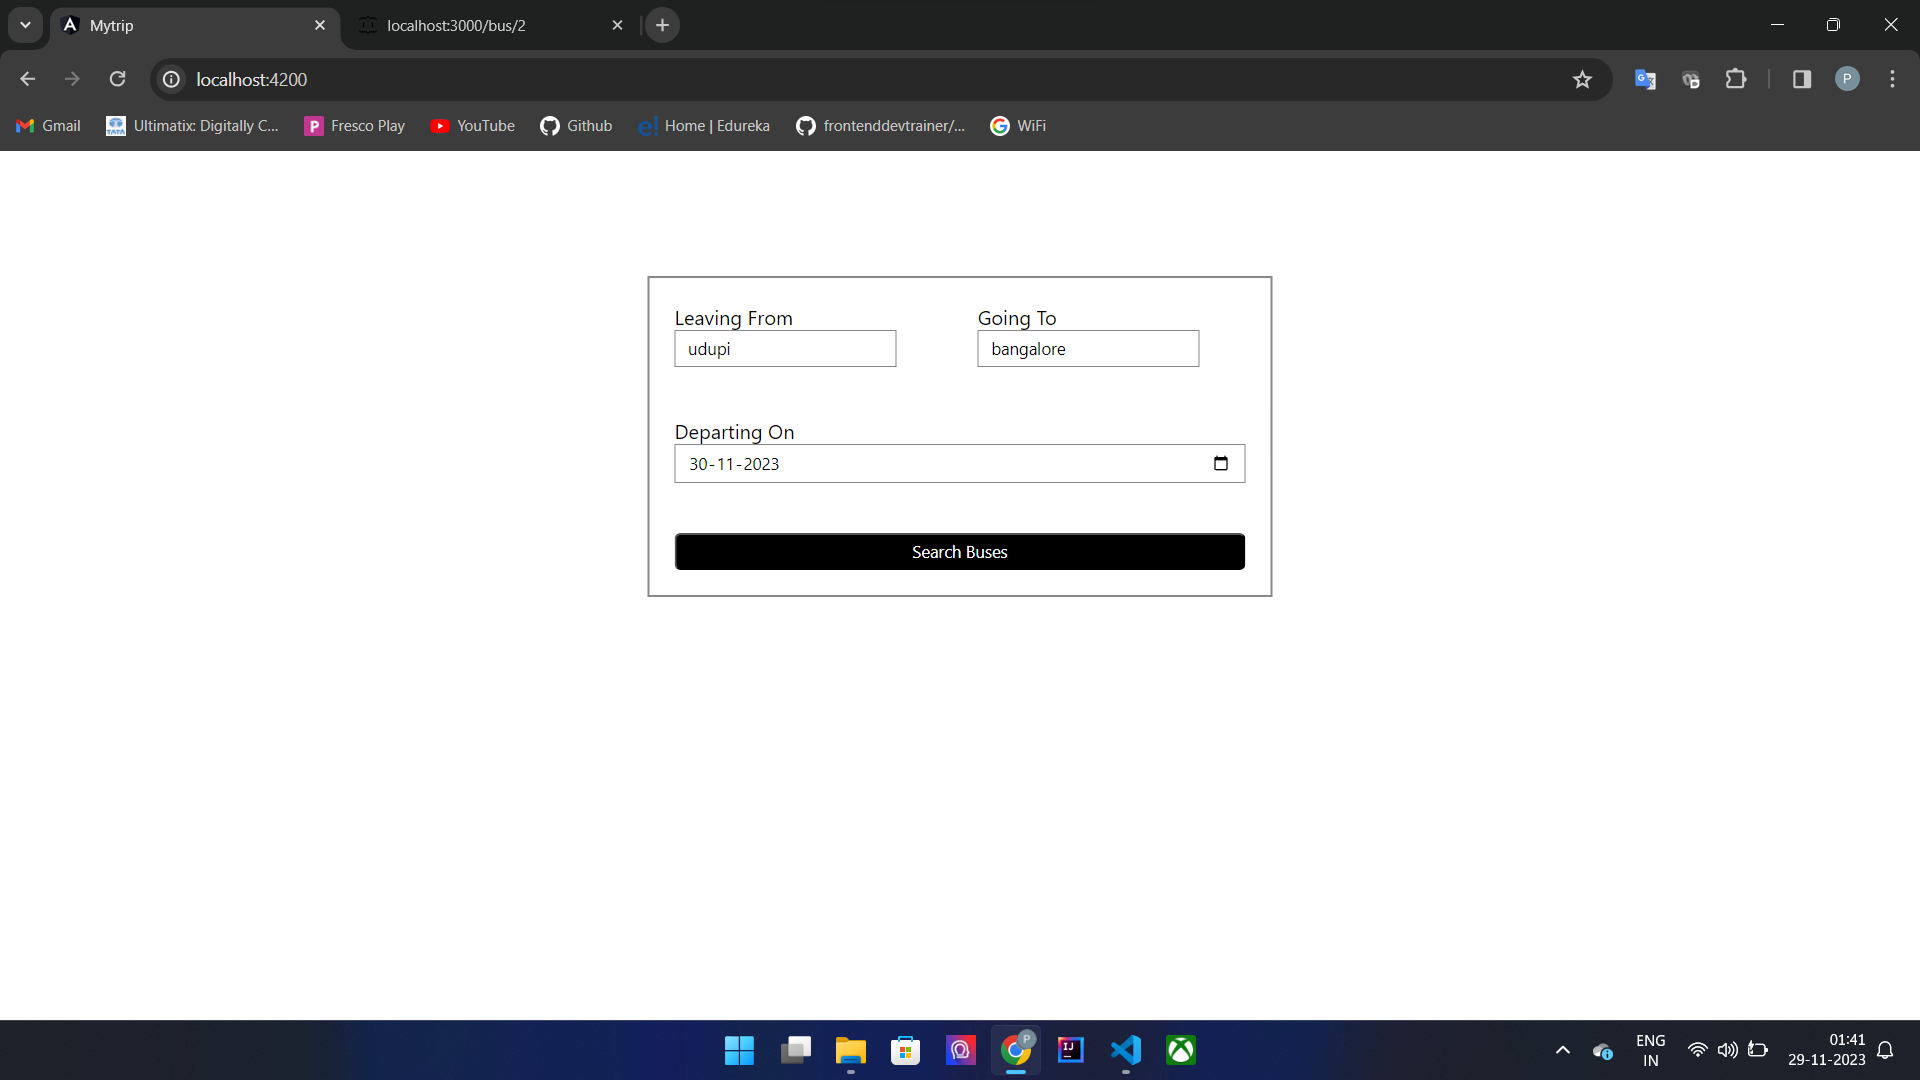 Mytrip
localhost:3000/bus/2
localhost:4200
P
Gmail
Ultimatix: Digitally C...
Fresco Play
YouTube
Github
Home | Edureka
frontenddevtrainer/...
WiFi
Leaving From
Going To
udupi
bangalore
Departing On
30-11-2023
Search Buses
ENG
IN
01:41
29-11-2023